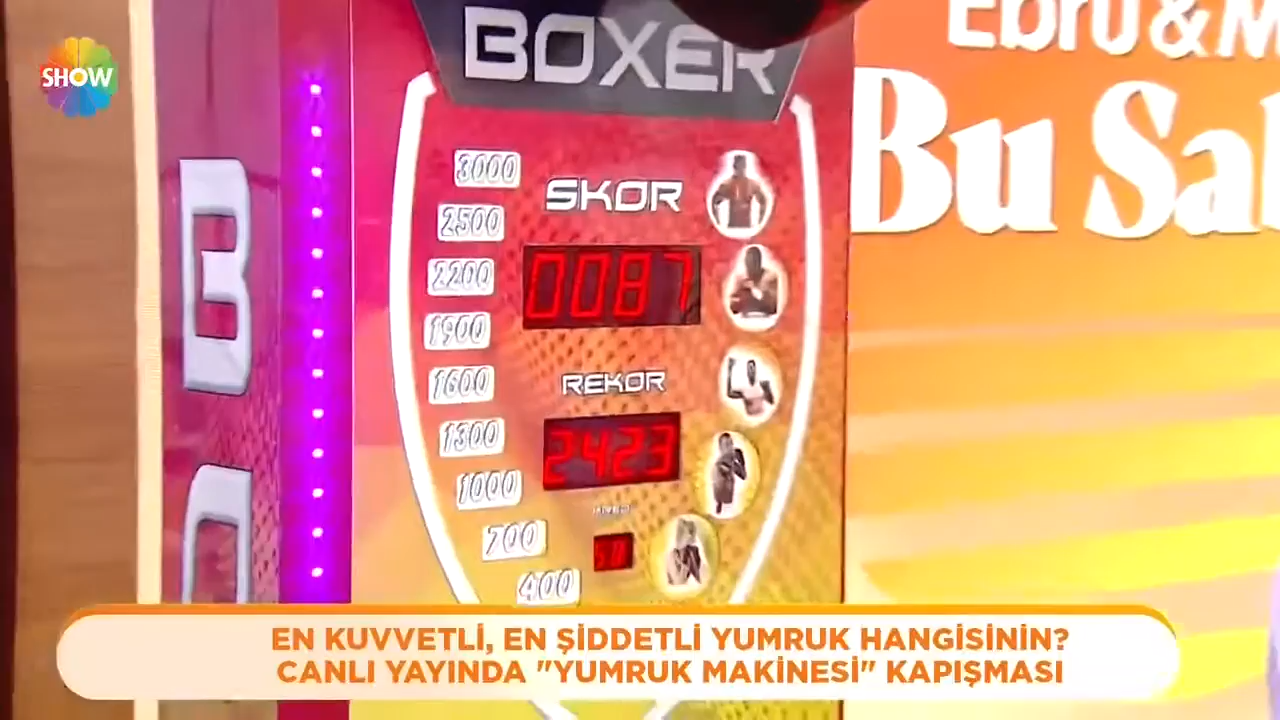 SHOW
BOXER
Ebru & M
Bu Sa
B
3000
2500
2200
1900
1600
1300
1000
700
400
SKOR
0087
REKOR
2423
EN KUVVETLİ, EN ŞİDDETLİ YUMRUK HANGİSİNİN?
CANLI YAYINDA "YUMRUK MAKİNESİ" KAPIŞMASI